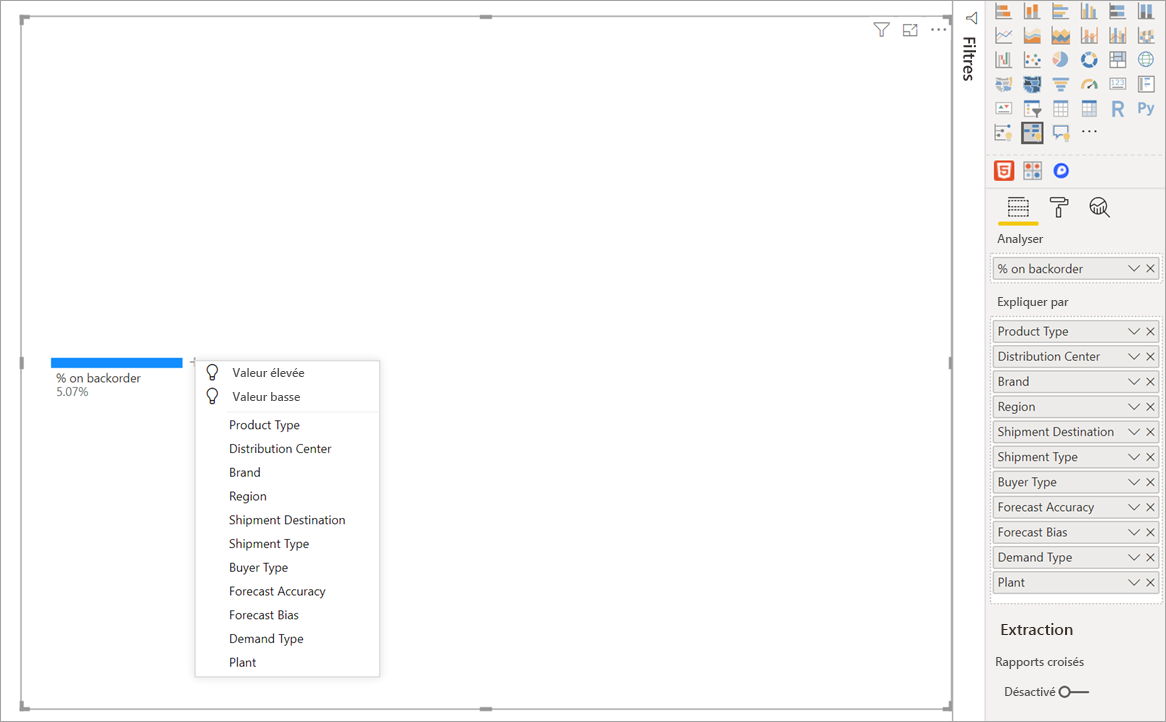 % on backorder
5.07%
Valeur élevée
Valeur basse
Product Type
Distribution Center
Brand
Region
Shipment Destination
Shipment Type
Buyer Type
Forecast Accuracy
Forecast Bias
Demand Type
Plant
Filtres
123
R
Py
5
Analyser
% on backorder
Expliquer par
Product Type
Distribution Center
Brand
Region
Shipment Destination
Shipment Type
Buyer Type
Forecast Accuracy
Forecast Bias
Demand Type
Plant
Extraction
Rapports croisés
Désactivé